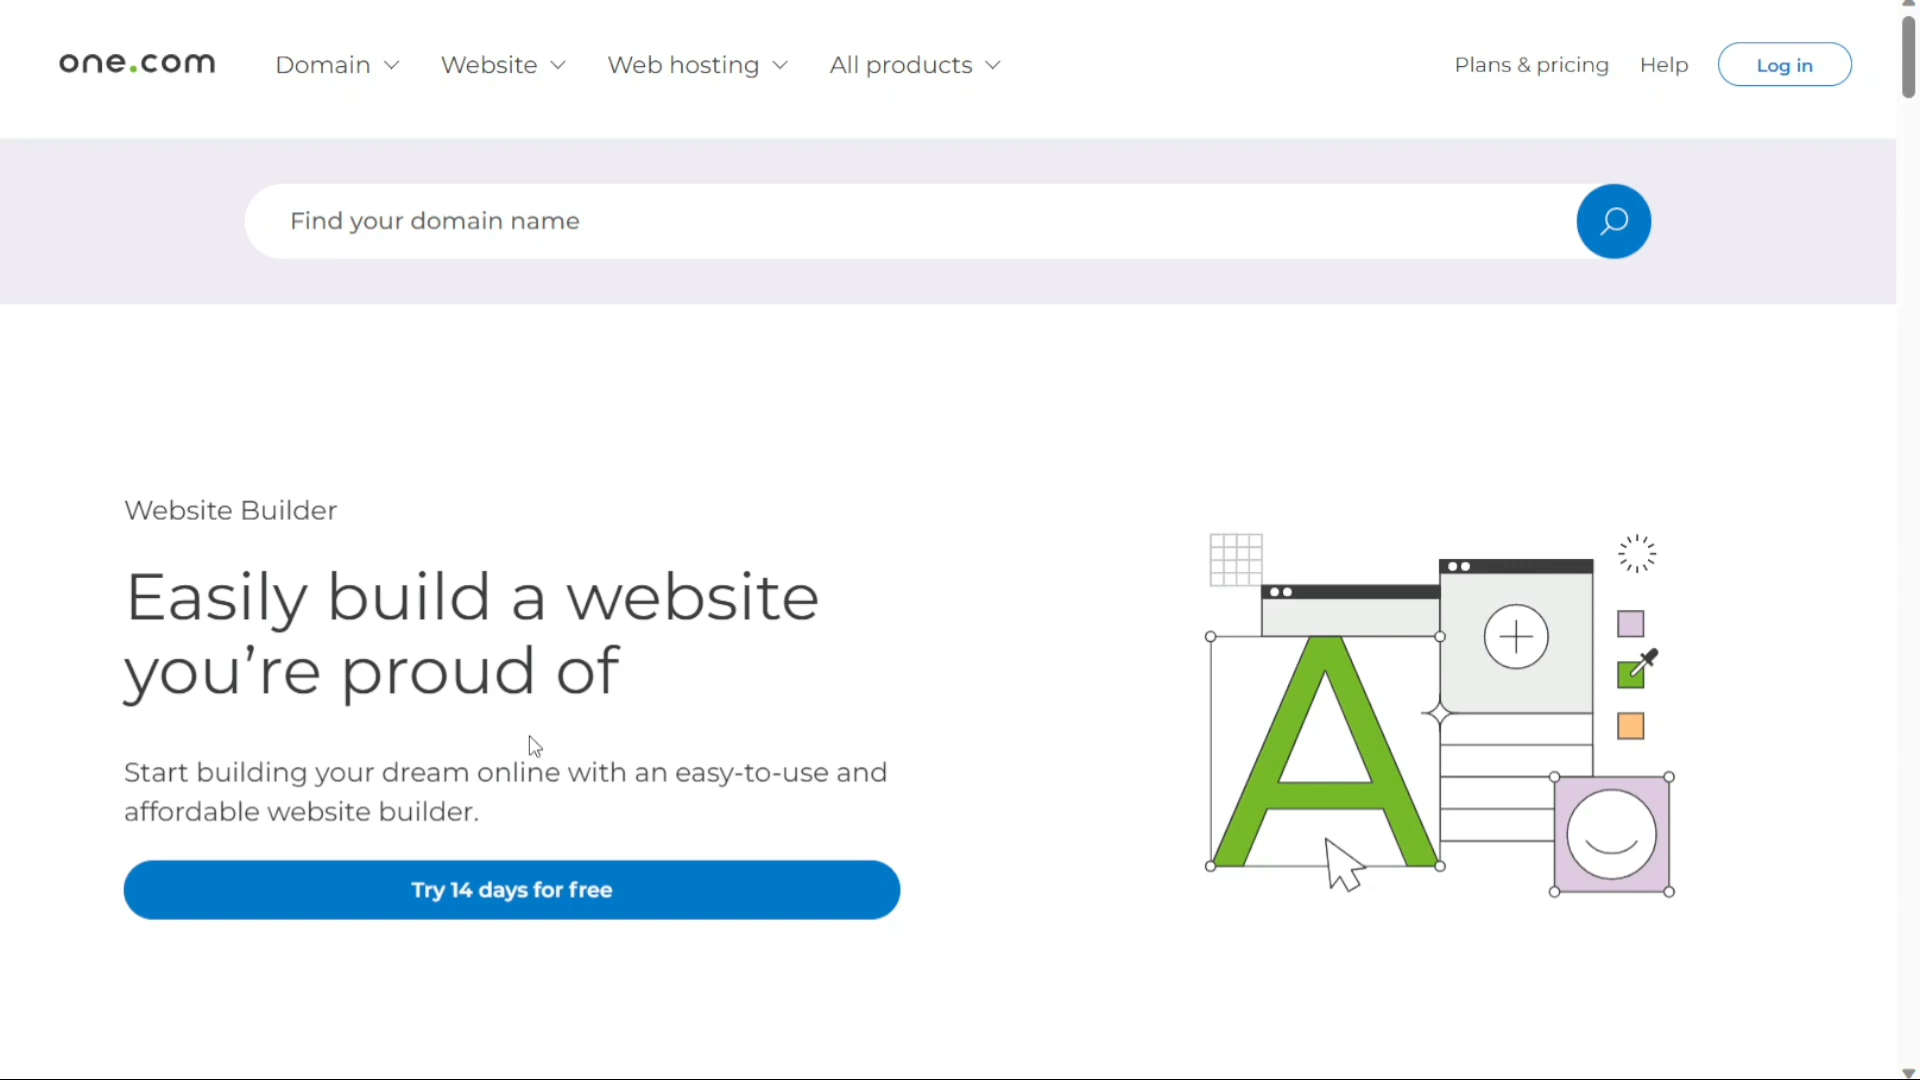 one.com
Domain
Website
Web hosting
All products
Plans & pricing
Help
Log in
Find your domain name
Website Builder
Easily build a website
you’re proud of
Start building your dream online with an easy-to-use and
affordable website builder.
Try 14 days for free
A